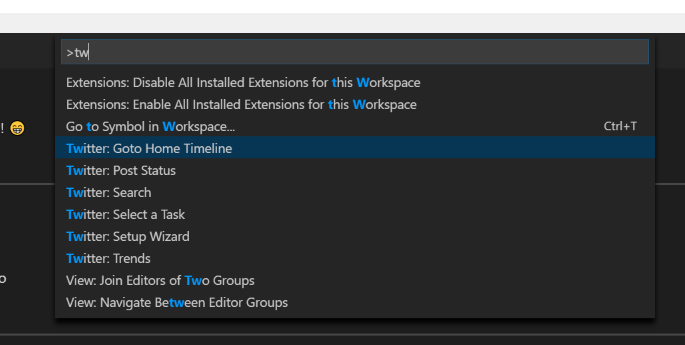 >tw
Extensions: Disable All Installed Extensions for this Workspace
Extensions: Enable All Installed Extensions for this Workspace
Go to Symbol in Workspace... Ctrl+T
! 😁
Twitter: Goto Home Timeline
Twitter: Post Status
Twitter: Search
Twitter: Select a Task
Twitter: Setup Wizard
Twitter: Trends
o
View: Join Editors of Two Groups
View: Navigate Between Editor Groups